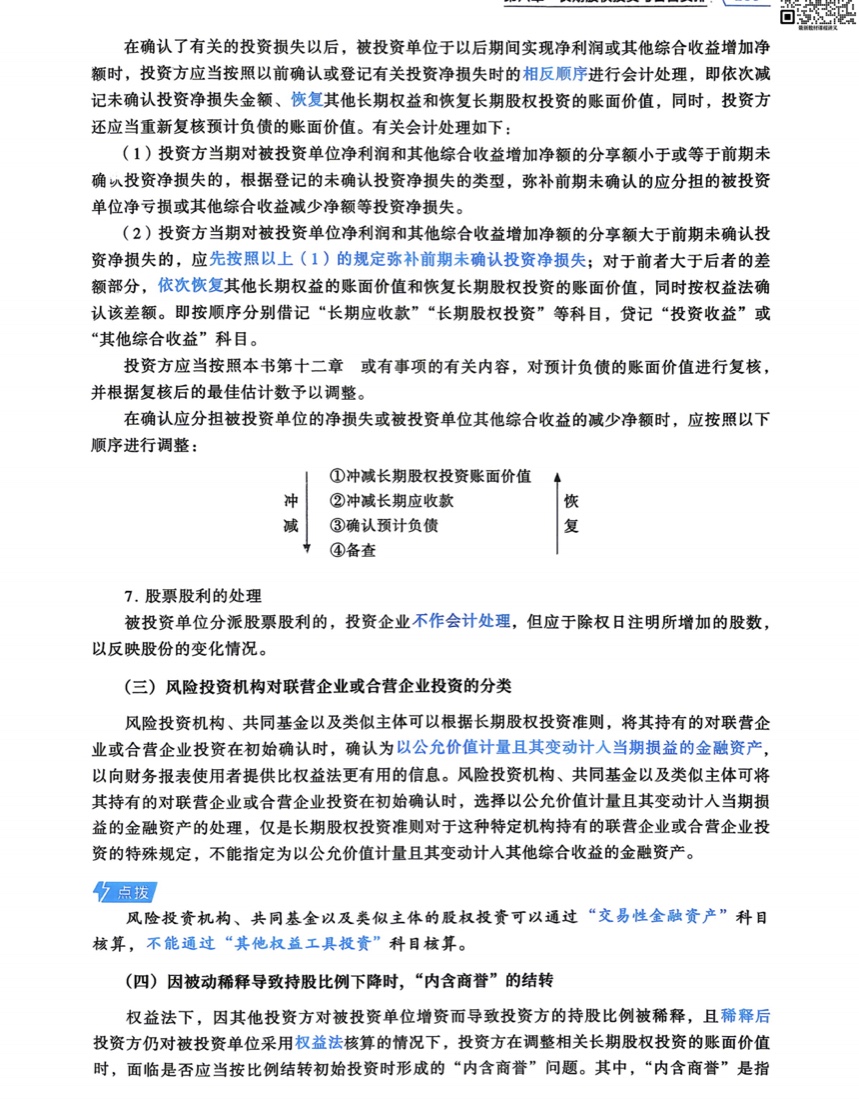 在确认了有关的投资损失以后，被投资单位于以后期间实现净利润或其他综合收益增加净
额时，投资方应当按照以前确认或登记有关投资净损失时的相反顺序进行会计处理，即依次减
记未确认投资净损失金额、恢复其他长期权益和恢复长期股权投资的账面价值，同时，投资方
还应当重新复核预计负债的账面价值。有关会计处理如下：
（1）投资方当期对被投资单位净利润和其他综合收益增加净额的分享额小于或等于前期未
确认投资净损失的，根据登记的未确认投资净损失的类型，弥补前期未确认的应分担的被投资
单位净亏损或其他综合收益减少净额等投资净损失。
（2）投资方当期对被投资单位净利润和其他综合收益增加净额的分享额大于前期未确认投
资净损失的，应先按照以上（1）的规定弥补前期未确认投资净损失；对于前者大于后者的差
额部分，依次恢复其他长期权益的账面价值和恢复长期股权投资的账面价值，同时按权益法确
认该差额。即按顺序分别借记“长期应收款”“长期股权投资”等科目，贷记“投资收益”或
“其他综合收益”科目。
投资方应当按照本书第十二章　或有事项的有关内容，对预计负债的账面价值进行复核，
并根据复核后的最佳估计数予以调整。
在确认应分担被投资单位的净损失或被投资单位其他综合收益的减少净额时，应按照以下
顺序进行调整：
冲减
①冲减长期股权投资账面价值
②冲减长期应收款
③确认预计负债
④备查
恢复
7. 股票股利的处理
被投资单位分派股票股利的，投资企业不作会计处理，但应于除权日注明所增加的股数，
以反映股份的变化情况。
（三）风险投资机构对联营企业或合营企业投资的分类
风险投资机构、共同基金以及类似主体可以根据长期股权投资准则，将其持有的对联营企
业或合营企业投资在初始确认时，确认为以公允价值计量且其变动计入当期损益的金融资产，
以向财务报表使用者提供比权益法更有用的信息。风险投资机构、共同基金以及类似主体可将
其持有的对联营企业或合营企业投资在初始确认时，选择以公允价值计量且其变动计入当期损
益的金融资产的处理，仅是长期股权投资准则对于这种特定机构持有的联营企业或合营企业投
资的特殊规定，不能指定为以公允价值计量且其变动计入其他综合收益的金融资产。
点拨
风险投资机构、共同基金以及类似主体的股权投资可以通过“交易性金融资产”科目
核算，不能通过“其他权益工具投资”科目核算。
（四）因被动稀释导致持股比例下降时，“内含商誉”的结转
权益法下，因其他投资方对被投资单位增资而导致投资方的持股比例被稀释，且稀释后
投资方仍对被投资单位采用权益法核算的情况下，投资方在调整相关长期股权投资的账面价值
时，面临是否应当按比例结转初始投资时形成的“内含商誉”问题。其中，“内含商誉”是指